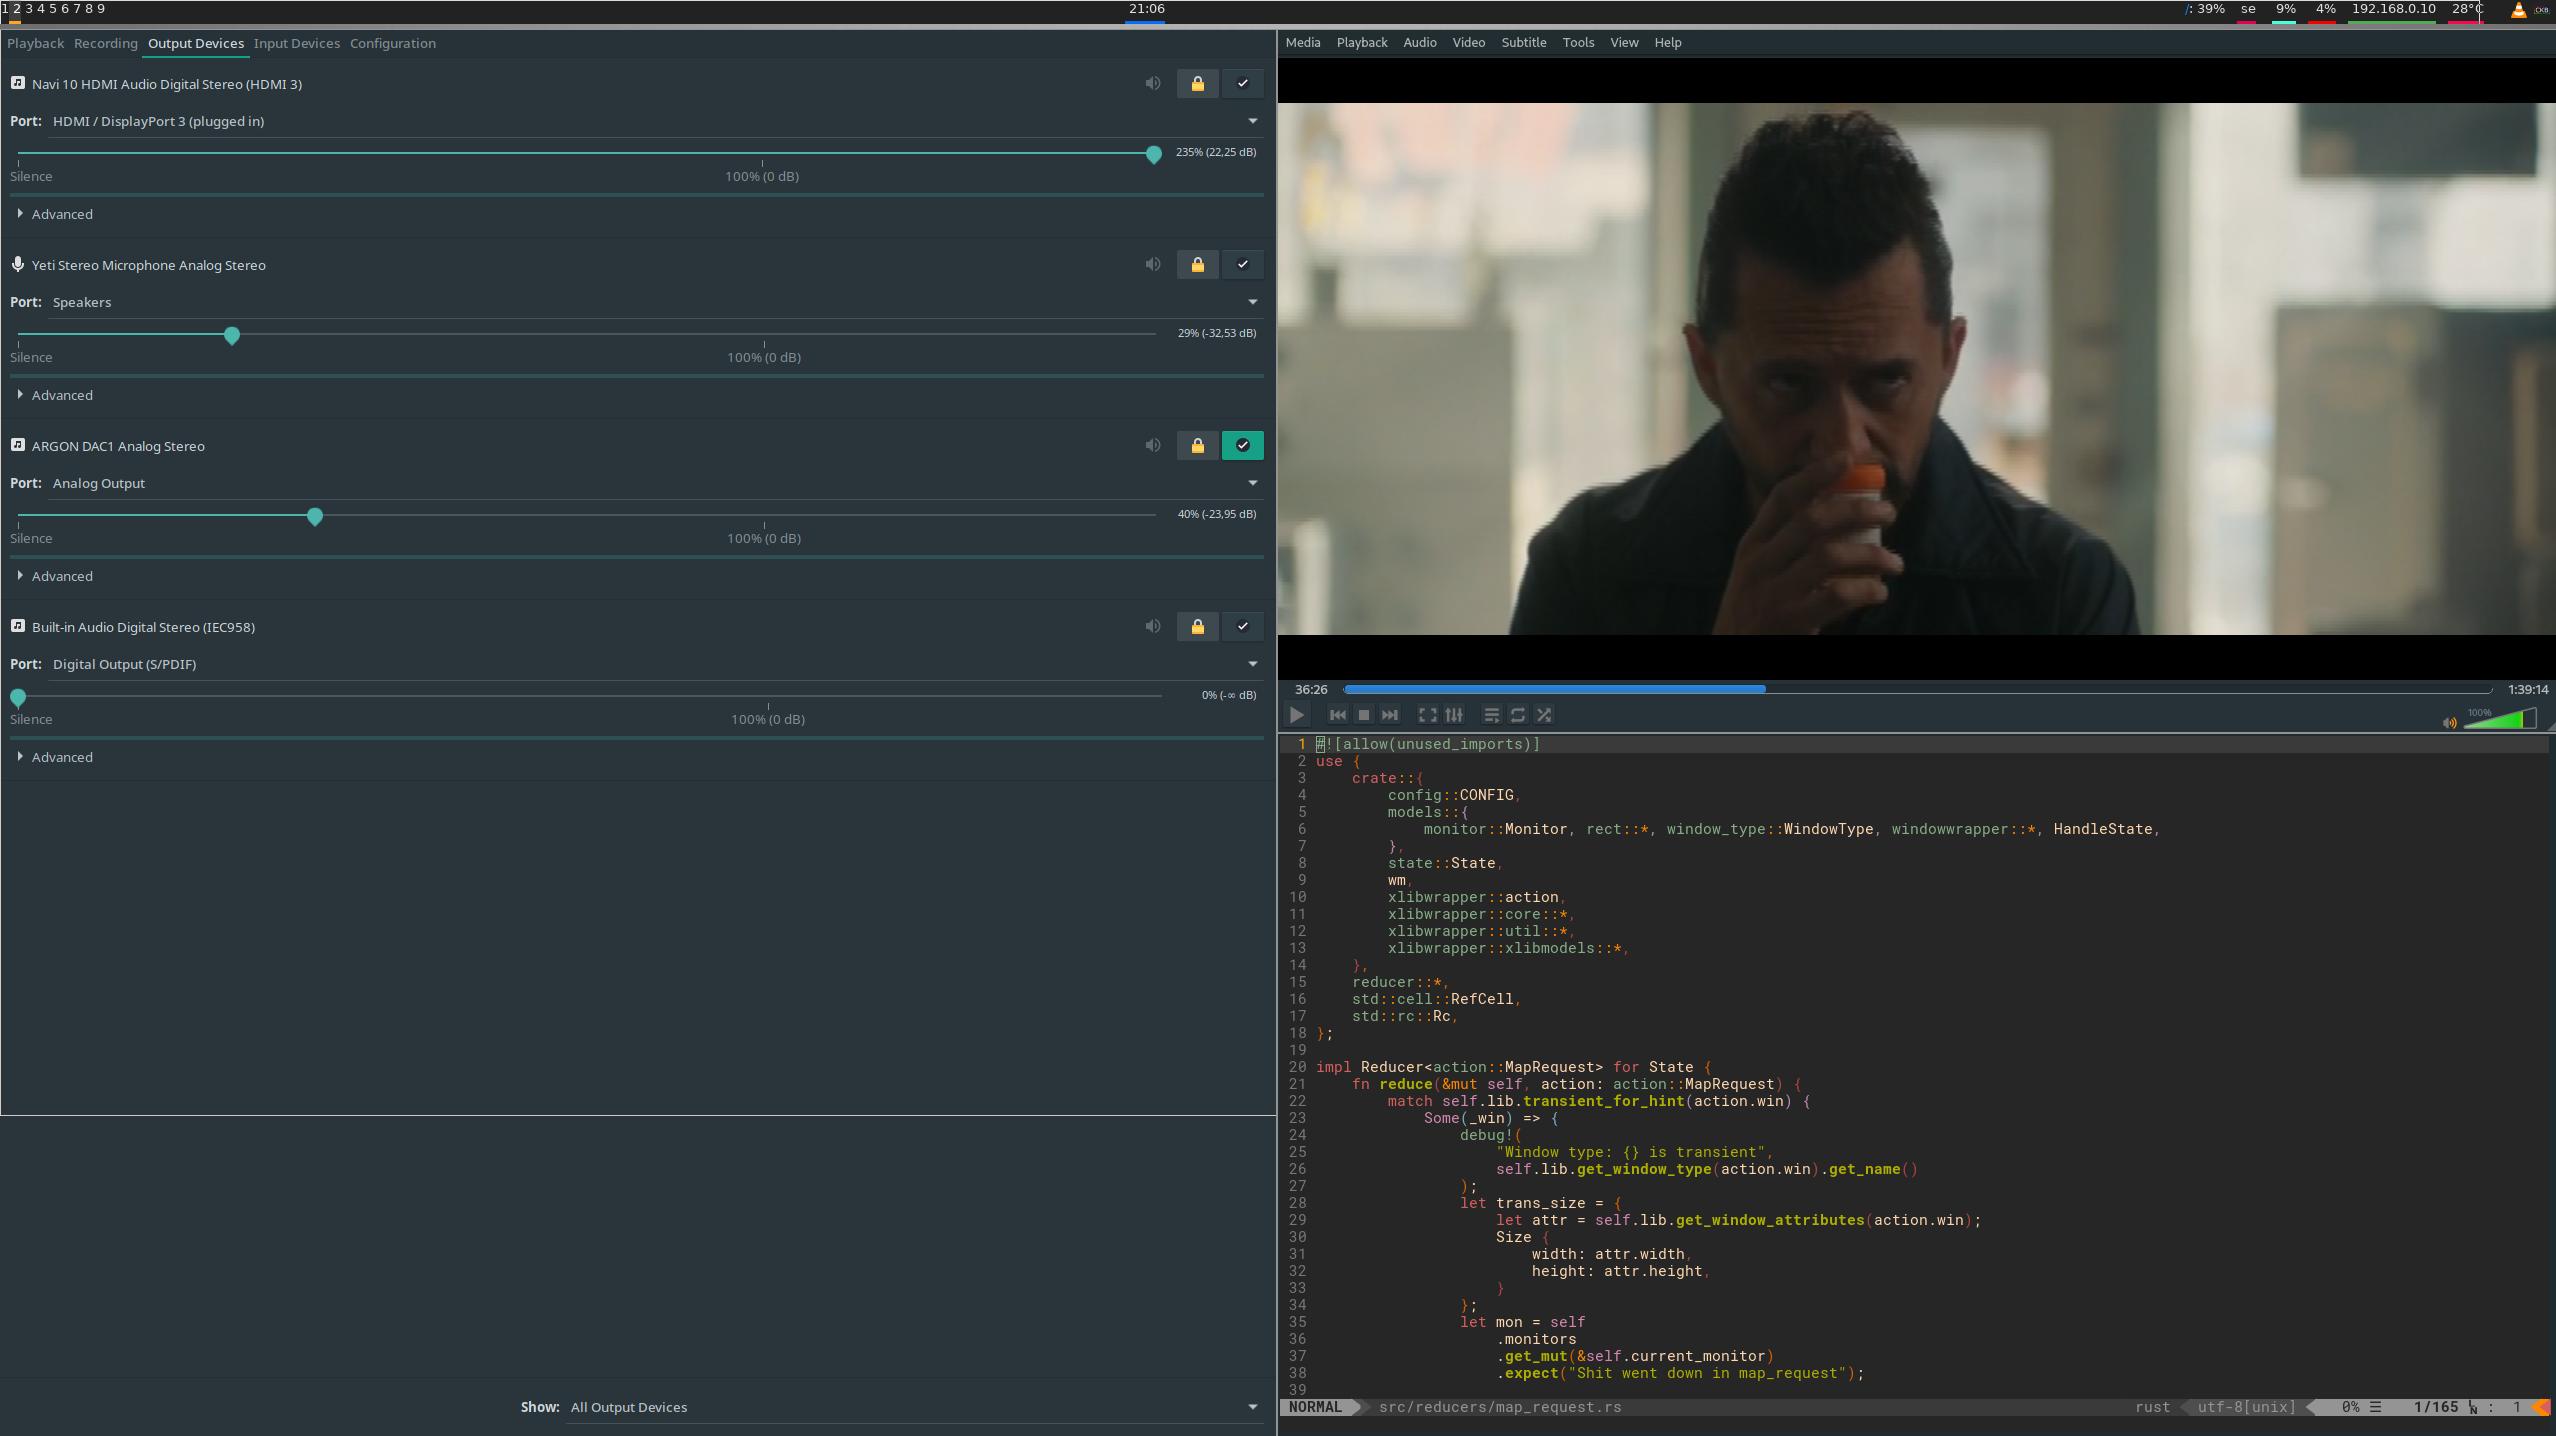 1 2 3 4 5 6 7 8 9
21:06
/: 39% se 9% 4% 192.168.0.10 28°C
Playback Recording Output Devices Input Devices Configuration
Navi 10 HDMI Audio Digital Stereo (HDMI 3)
Port: HDMI / DisplayPort 3 (plugged in)
235% (22,25 dB)
Silence 100% (0 dB)
Advanced
Yeti Stereo Microphone Analog Stereo
Port: Speakers
29% (-32,53 dB)
Silence 100% (0 dB)
Advanced
ARGON DAC1 Analog Stereo
Port: Analog Output
40% (-23,95 dB)
Silence 100% (0 dB)
Advanced
Built-in Audio Digital Stereo (IEC958)
Port: Digital Output (S/PDIF)
0% (-∞ dB)
Silence 100% (0 dB)
Advanced
Show: All Output Devices
Media Playback Audio Video Subtitle Tools View Help
36:26 1:39:14
100%
1 #![allow(unused_imports)]
2 use {
3     crate::{
4         config::CONFIG,
5         models::{
6             monitor::Monitor, rect::*, window_type::WindowType, windowwrapper::*, HandleState,
7         },
8         state::State,
9         wm,
10         xlibwrapper::action,
11         xlibwrapper::core::*,
12         xlibwrapper::util::*,
13         xlibwrapper::xlibmodels::*,
14     },
15     reducer::*,
16     std::cell::RefCell,
17     std::rc::Rc,
18 };
19
20 impl Reducer<action::MapRequest> for State {
21     fn reduce(&mut self, action: action::MapRequest) {
22         match self.lib.transient_for_hint(action.win) {
23             Some(_win) => {
24                 debug!(
25                     "Window type: {} is transient",
26                     self.lib.get_window_type(action.win).get_name()
27                 );
28                 let trans_size = {
29                     let attr = self.lib.get_window_attributes(action.win);
30                     Size {
31                         width: attr.width,
32                         height: attr.height,
33                     }
34                 };
35                 let mon = self
36                     .monitors
37                     .get_mut(&self.current_monitor)
38                     .expect("Shit went down in map_request");
39
NORMAL src/reducers/map_request.rs rust utf-8[unix] 0% ☰ 1/165 : 1